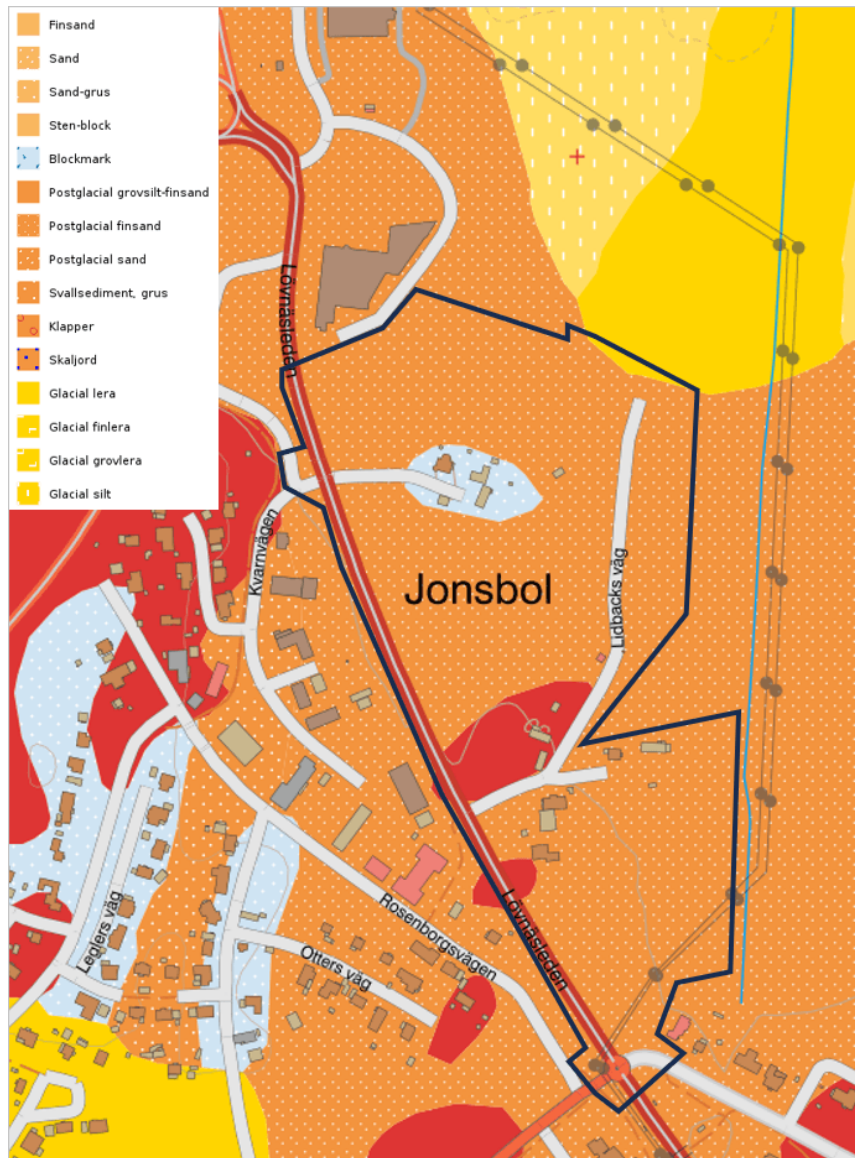 Finsand
Sand
Sand-grus
Sten-block
Blockmark
Postglacial grovsilt-finsand
Postglacial finsand
Postglacial sand
Svallsediment, grus
Klapper
Skaljord
Glacial lera
Glacial finlera
Glacial grovlera
Glacial silt
Lövnäsleden
Kvarnvägen
Jonsbol
Lidbacks väg
Leglers väg
Rosenborgsvägen
Otters väg
Lövnäsleden